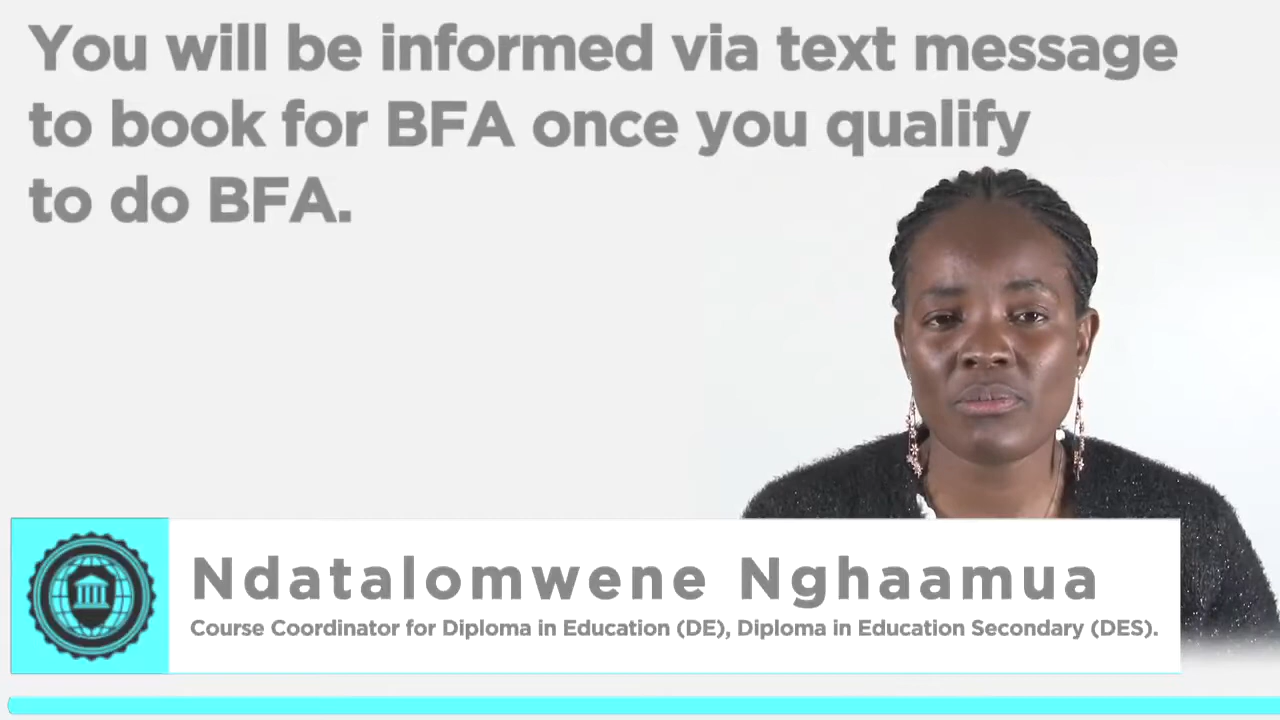 You will be informed via text message
to book for BFA once you qualify
to do BFA.
Ndatalomwene Nghaamua
Course Coordinator for Diploma in Education (DE), Diploma in Education Secondary (DES).